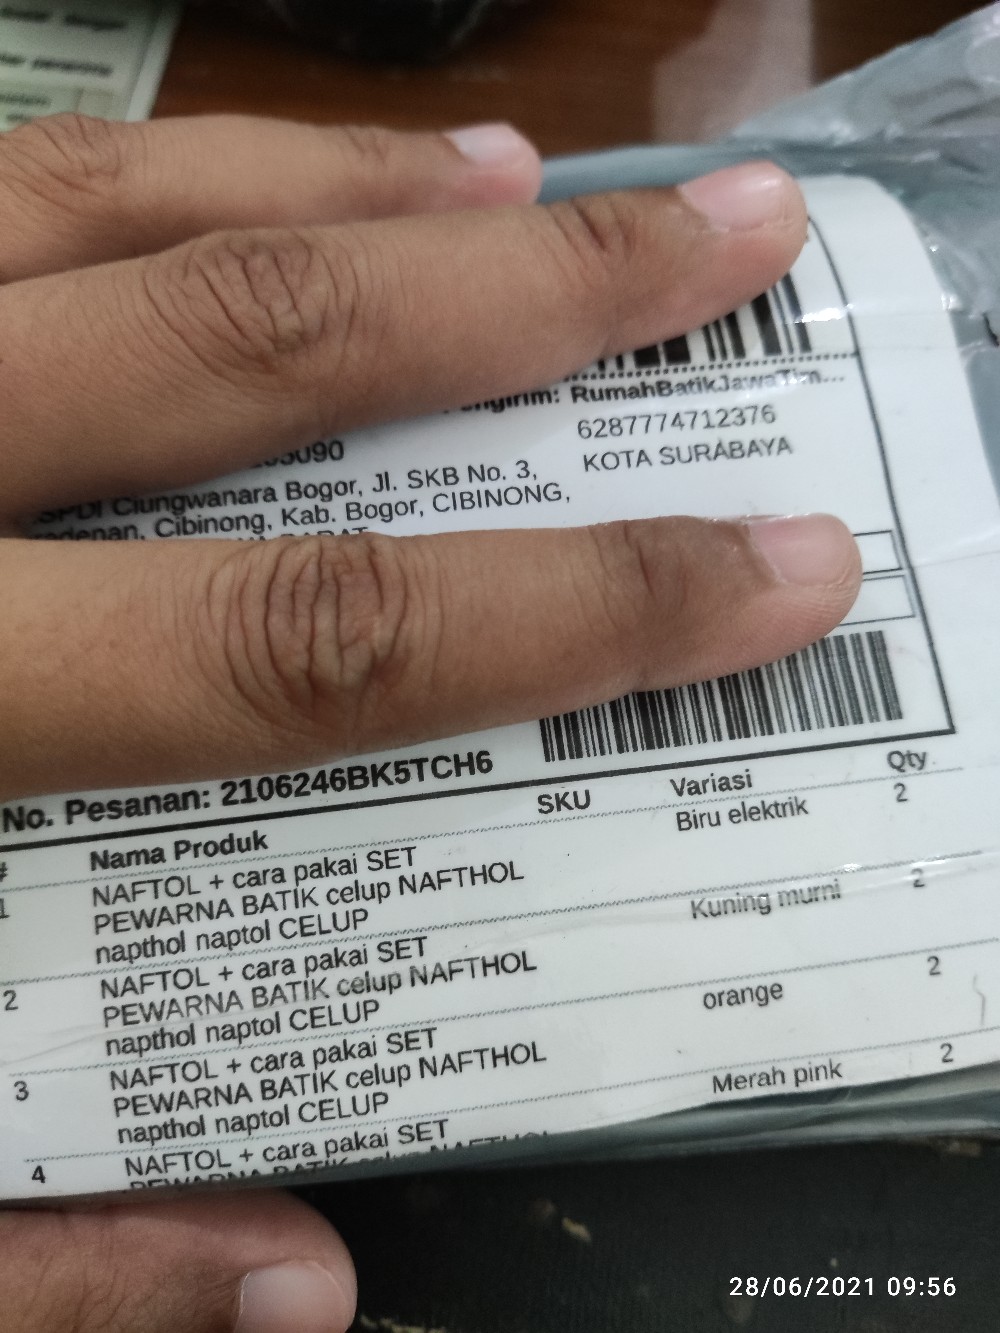 Pengirim: RumahBatikJawaTim...
6287774712376
KOTA SURABAYA
Ciungwanara Bogor, Jl. SKB No. 3,
Cibinong, Kab. Bogor, CIBINONG,
No. Pesanan: 2106246BK5TCH6
# Nama Produk SKU Variasi Qty
1 NAFTOL + cara pakai SET Biru elektrik 2
PEWARNA BATIK celup NAFTHOL
napthol naptol CELUP
2 NAFTOL + cara pakai SET Kuning murni 2
PEWARNA BATIK celup NAFTHOL
napthol naptol CELUP
3 NAFTOL + cara pakai SET orange 2
PEWARNA BATIK celup NAFTHOL
napthol naptol CELUP
4 NAFTOL + cara pakai SET Merah pink 2
PEWARNA BATIK celup NAFTHOL
28/06/2021 09:56